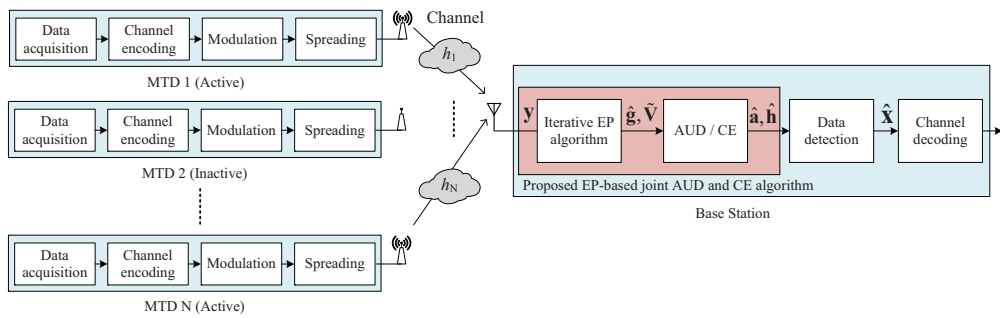 Data acquisition
Channel encoding
Modulation
Spreading
MTD 1 (Active)
Channel
h₁
Data acquisition
Channel encoding
Modulation
Spreading
MTD 2 (Inactive)
h_N
Data acquisition
Channel encoding
Modulation
Spreading
MTD N (Active)
y
Iterative EP algorithm
ĝ, Ṽ
AUD / CE
â, ĥ
Data detection
x̂
Channel decoding
Proposed EP-based joint AUD and CE algorithm
Base Station